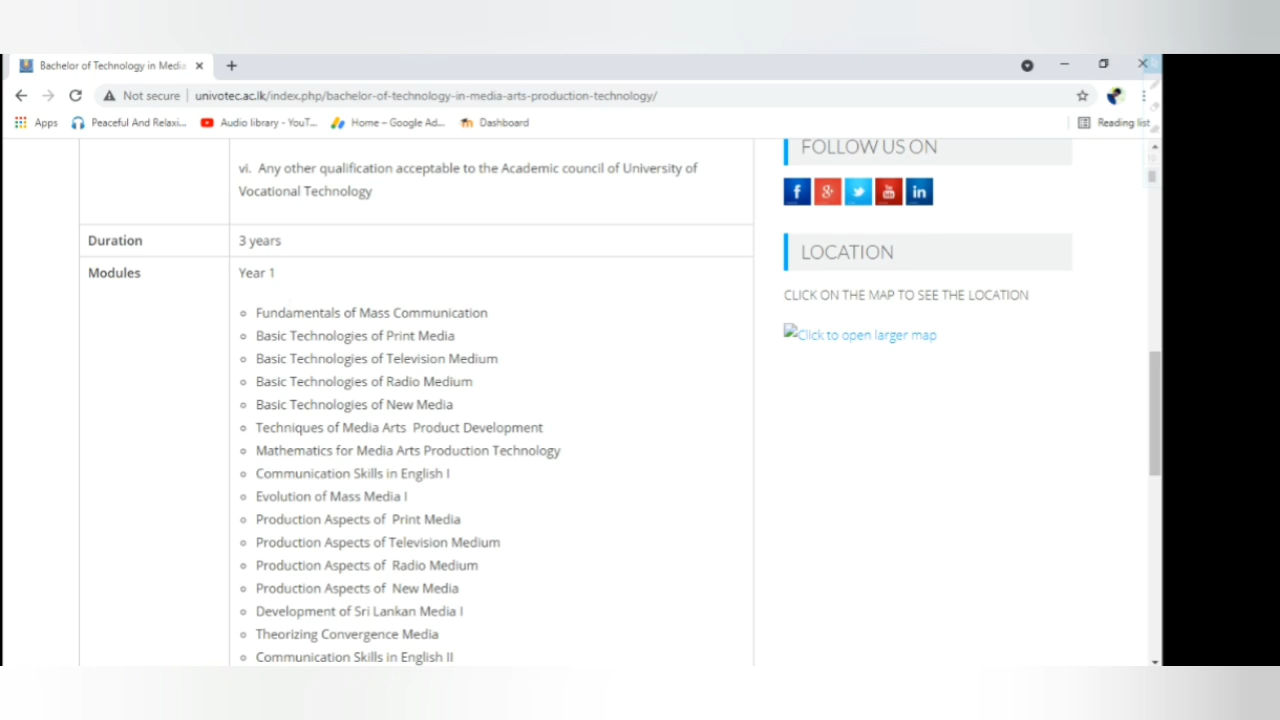 Bachelor of Technology in Media
Not secure
univotec.ac.lk/index.php/bachelor-of-technology-in-media-arts-production-technology/
Apps
Peaceful And Relaxi...
Audio library - YouT...
Home – Google Ad...
Dashboard
Reading list
vi. Any other qualification acceptable to the Academic council of University of
Vocational Technology
Duration
3 years
Modules
Year 1
Fundamentals of Mass Communication
Basic Technologies of Print Media
Basic Technologies of Television Medium
Basic Technologies of Radio Medium
Basic Technologies of New Media
Techniques of Media Arts Product Development
Mathematics for Media Arts Production Technology
Communication Skills in English I
Evolution of Mass Media I
Production Aspects of Print Media
Production Aspects of Television Medium
Production Aspects of Radio Medium
Production Aspects of New Media
Development of Sri Lankan Media I
Theorizing Convergence Media
Communication Skills in English II
FOLLOW US ON
LOCATION
CLICK ON THE MAP TO SEE THE LOCATION
Click to open larger map